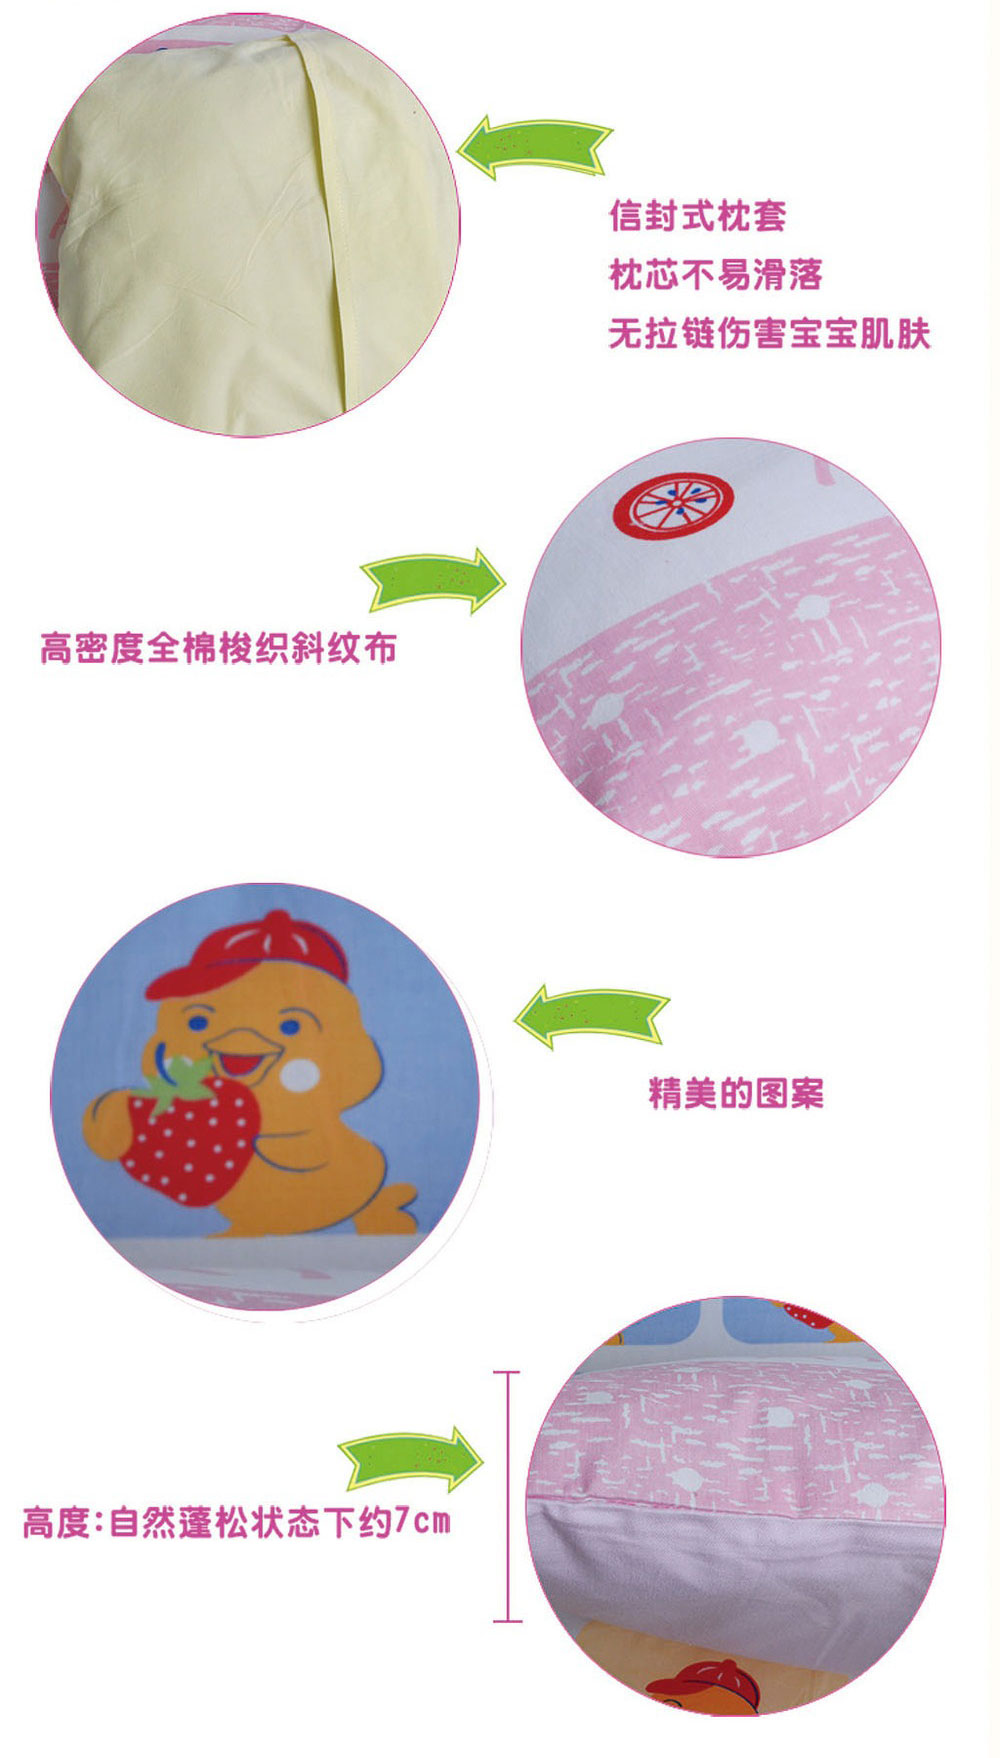 信封式枕套
枕芯不易滑落
无拉链伤害宝宝肌肤
高密度全棉梭织斜纹布
精美的图案
高度:自然蓬松状态下约7cm